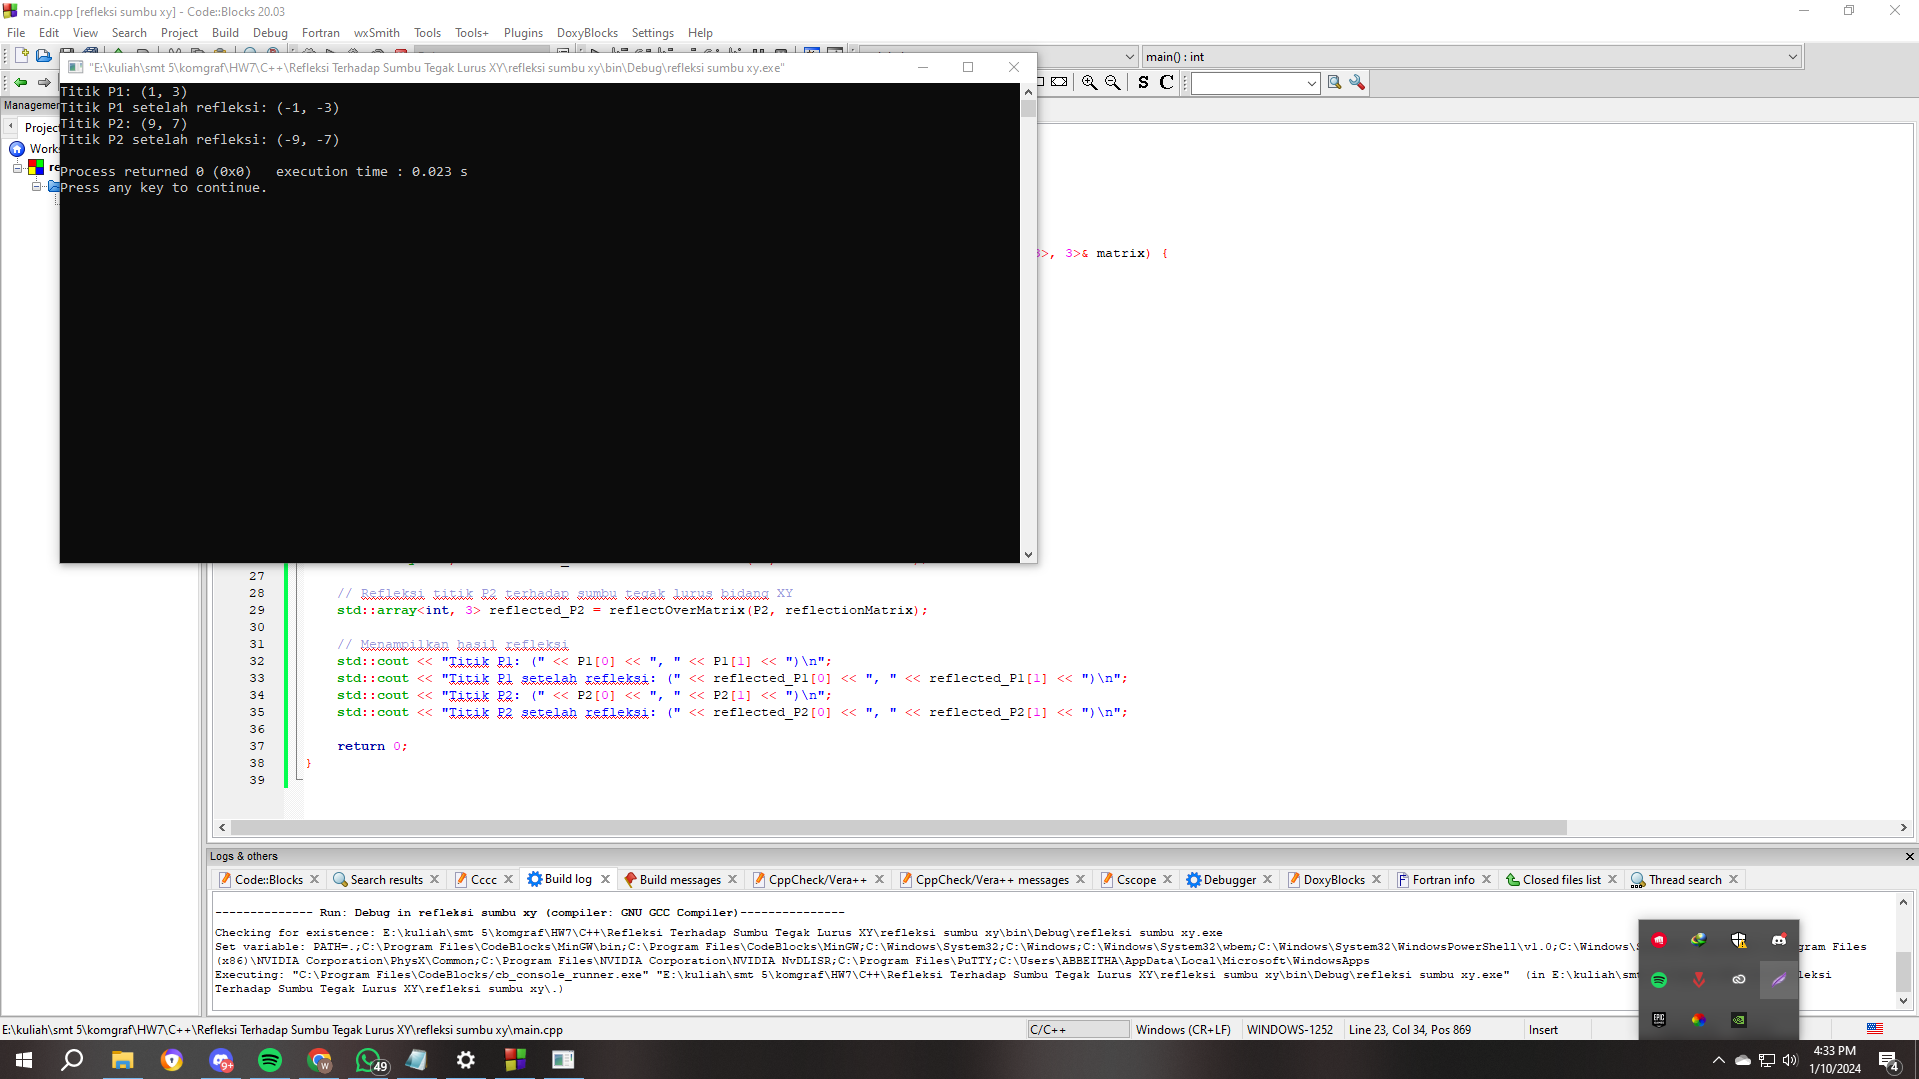 main.cpp [refleksi sumbu xy] - Code::Blocks 20.03
File Edit View Search Project Build Debug Fortran wxSmith Tools Tools+ Plugins DoxyBlocks Settings Help
main() : int
"E:\kuliah\smt 5\komgraf\HW7\C++\Refleksi Terhadap Sumbu Tegak Lurus XY\refleksi sumbu xy\bin\Debug\refleksi sumbu xy.exe"
S C
Titik P1: (1, 3)
Titik P1 setelah refleksi: (-1, -3)
Titik P2: (9, 7)
Titik P2 setelah refleksi: (-9, -7)
Process returned 0 (0x0)   execution time : 0.023 s
Press any key to continue.
3>, 3>& matrix) {
27
28 // Refleksi titik P2 terhadap sumbu tegak lurus bidang XY
29 std::array<int, 3> reflected_P2 = reflectOverMatrix(P2, reflectionMatrix);
30
31 // Menampilkan hasil refleksi
32 std::cout << "Titik P1: (" << P1[0] << ", " << P1[1] << ")\n";
33 std::cout << "Titik P1 setelah refleksi: (" << reflected_P1[0] << ", " << reflected_P1[1] << ")\n";
34 std::cout << "Titik P2: (" << P2[0] << ", " << P2[1] << ")\n";
35 std::cout << "Titik P2 setelah refleksi: (" << reflected_P2[0] << ", " << reflected_P2[1] << ")\n";
36
37 return 0;
38 }
39
Logs & others
Code::Blocks Search results Cccc Build log Build messages CppCheck/Vera++ CppCheck/Vera++ messages Cscope Debugger DoxyBlocks Fortran info Closed files list Thread search
-------------- Run: Debug in refleksi sumbu xy (compiler: GNU GCC Compiler)---------------
Checking for existence: E:\kuliah\smt 5\komgraf\HW7\C++\Refleksi Terhadap Sumbu Tegak Lurus XY\refleksi sumbu xy\bin\Debug\refleksi sumbu xy.exe
Set variable: PATH=.;C:\Program Files\CodeBlocks\MinGW\bin;C:\Program Files\CodeBlocks\MinGW;C:\Windows\System32;C:\Windows;C:\Windows\System32\wbem;C:\Windows\System32\WindowsPowerShell\v1.0;C:\Windows\ gram Files
(x86)\NVIDIA Corporation\PhysX\Common;C:\Program Files\NVIDIA Corporation\NVIDIA NvDLISR;C:\Program Files\PuTTY;C:\Users\ABBEITHA\AppData\Local\Microsoft\WindowsApps
Executing: "C:\Program Files\CodeBlocks/cb_console_runner.exe" "E:\kuliah\smt 5\komgraf\HW7\C++\Refleksi Terhadap Sumbu Tegak Lurus XY\refleksi sumbu xy\bin\Debug\refleksi sumbu xy.exe"  (in E:\kuliah\smt leksi
Terhadap Sumbu Tegak Lurus XY\refleksi sumbu xy\.)
E:\kuliah\smt 5\komgraf\HW7\C++\Refleksi Terhadap Sumbu Tegak Lurus XY\refleksi sumbu xy\main.cpp C/C++ Windows (CR+LF) WINDOWS-1252 Line 23, Col 34, Pos 869 Insert
EPIC
9+
49
4:33 PM
1/10/2024
4